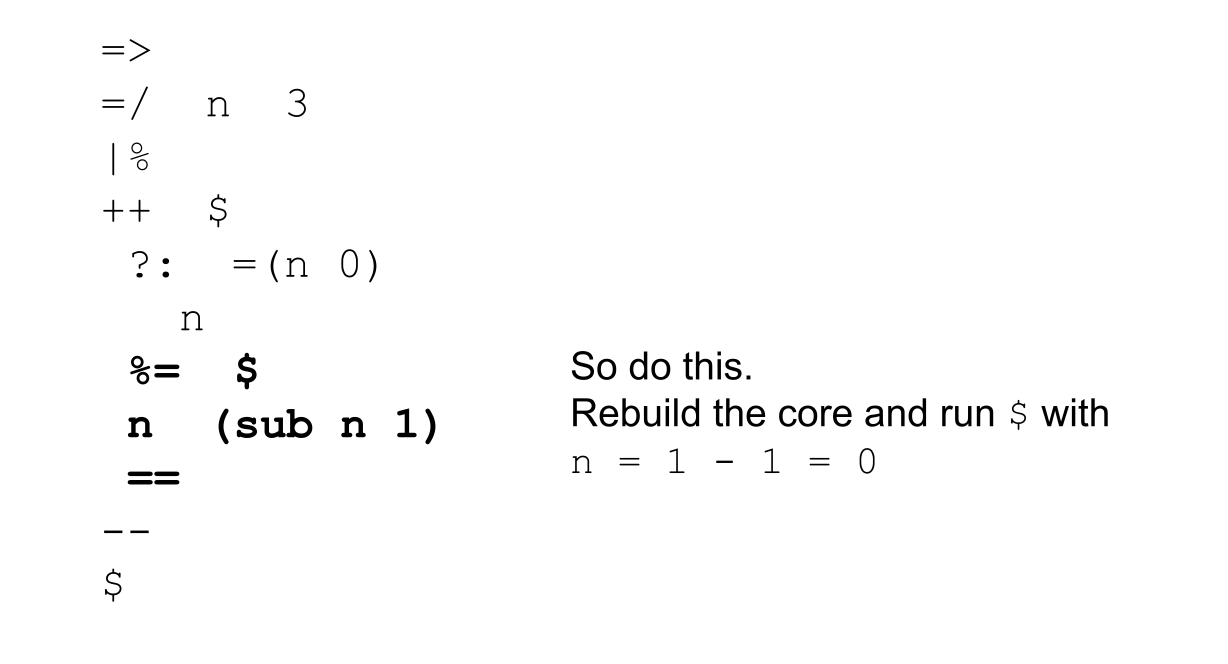 =>
=/  n  3
|%
++  $
 ?:  =(n 0)
   n
 %=  $
 n  (sub n 1)
 ==
--
$
So do this.
Rebuild the core and run $ with
n = 1 - 1 = 0